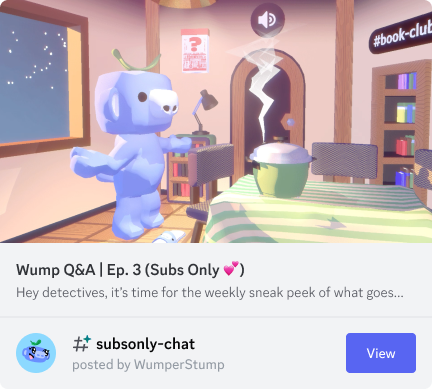 ?
#book-club
Wump Q&A | Ep. 3 (Subs Only 💕)
Hey detectives, it’s time for the weekly sneak peek of what goes...
subsonly-chat
posted by WumperStump
View